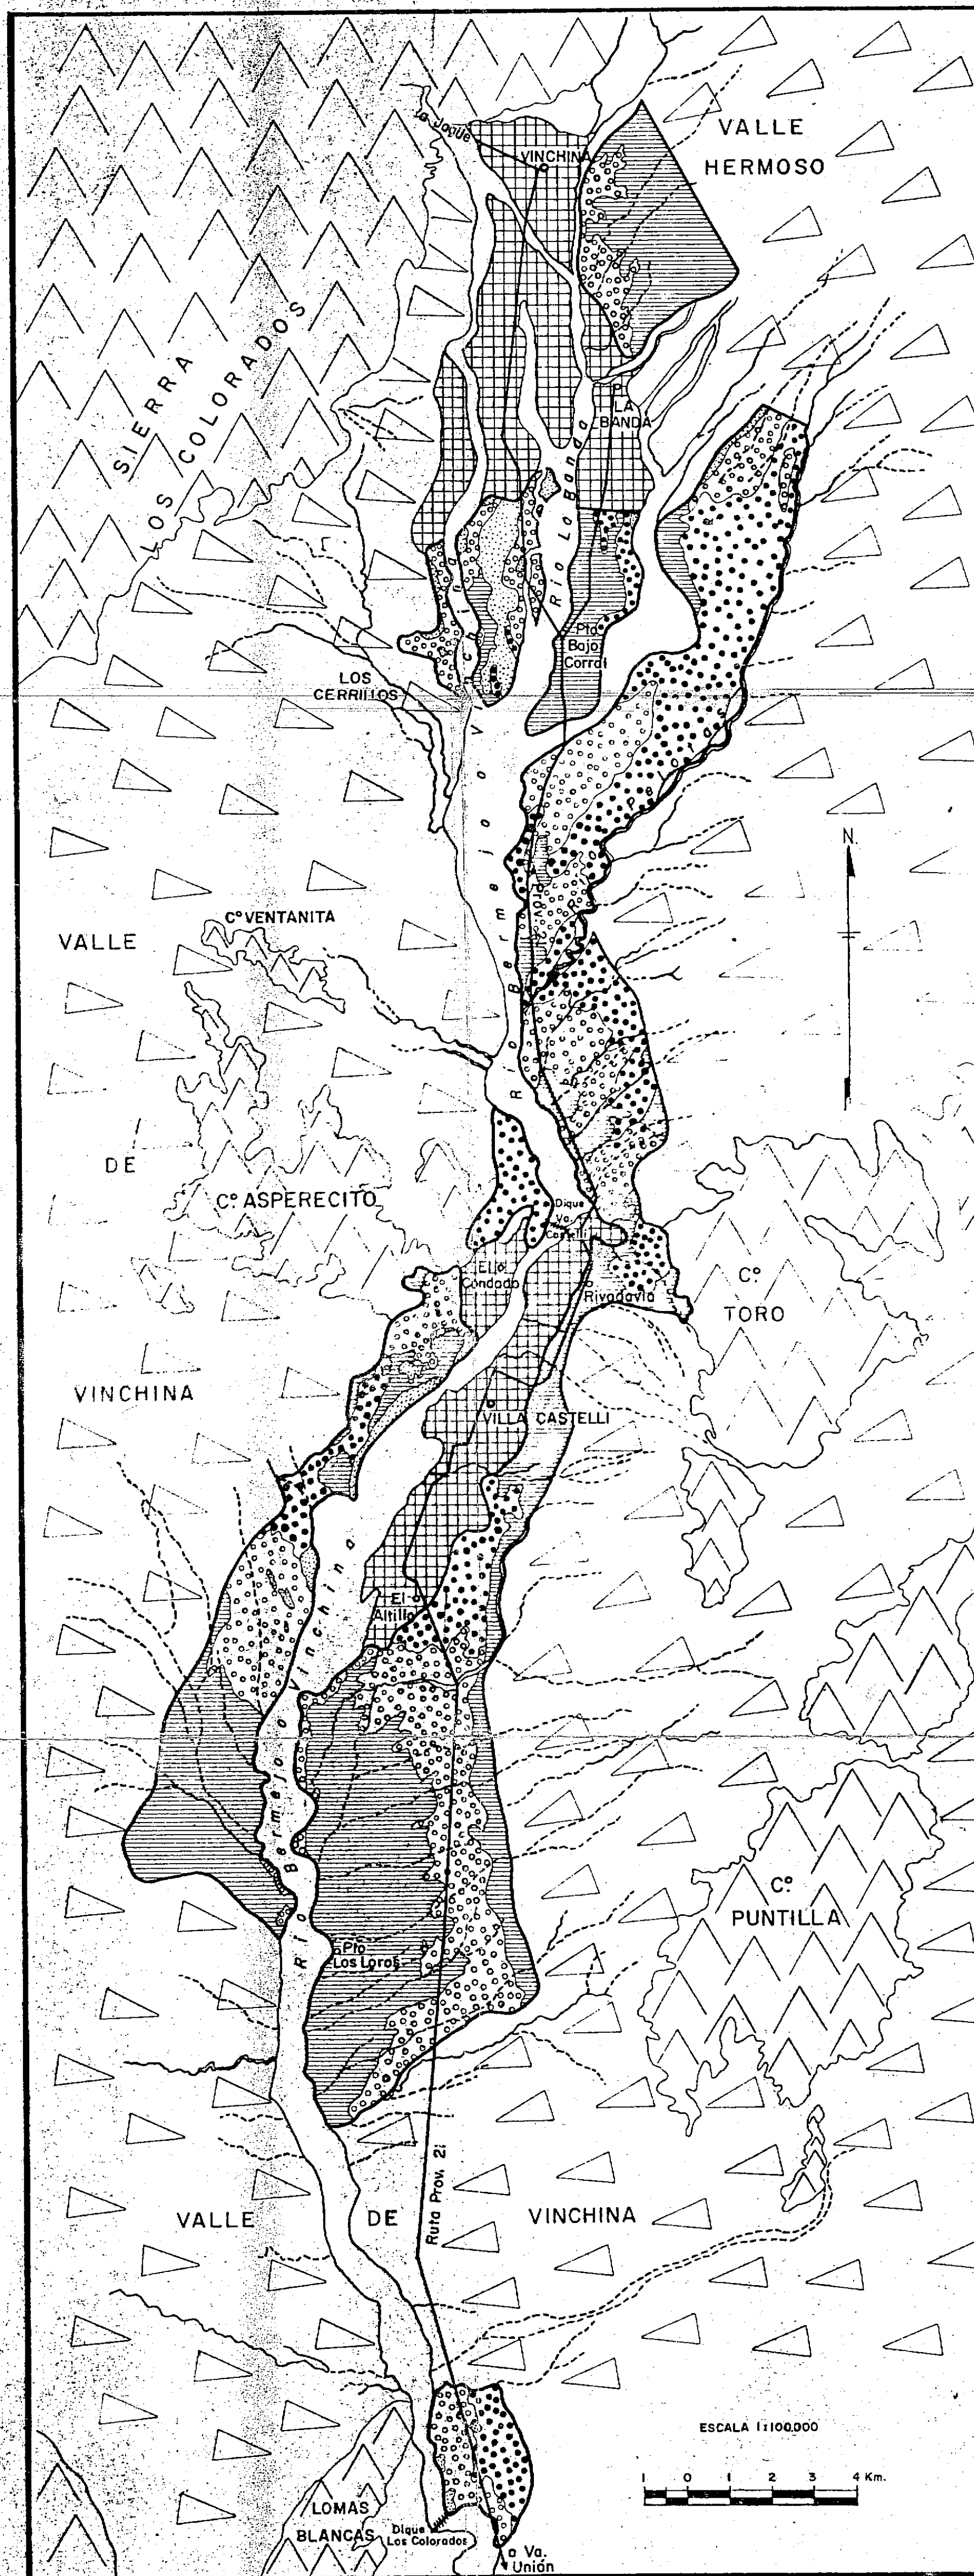 a Jagüe
VINCHINA
VALLE
HERMOSO
SIERRA
LOS COLORADOS
LA
BANDA
Río La Banda
Pto
Bajo
Corral
LOS
CERRILLOS
N.
Cº VENTANITA
VALLE
Río Bermejo o Vinchina
DE
Cº ASPERECITO
Dique
Va.
Castelli
El
Condado
Rivadavia
Cº
TORO
VINCHINA
VILLA CASTELLI
El
Altillo
Río Bermejo o Vinchina
Cº
PUNTILLA
Pto
Los Loros
Ruta Prov.
VALLE
DE
VINCHINA
ESCALA 1:100.000
1 0 1 2 3 4 Km.
LOMAS
BLANCAS
Dique
Los Colorados
a Va.
Unión